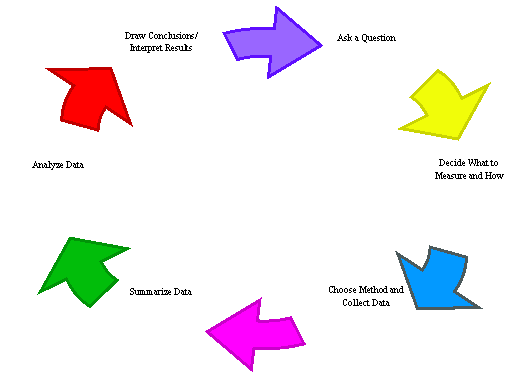 Draw Conclusions/
Interpret Results
Ask a Question
Decide What to
Measure and How
Choose Method and
Collect Data
Summarize Data
Analyze Data